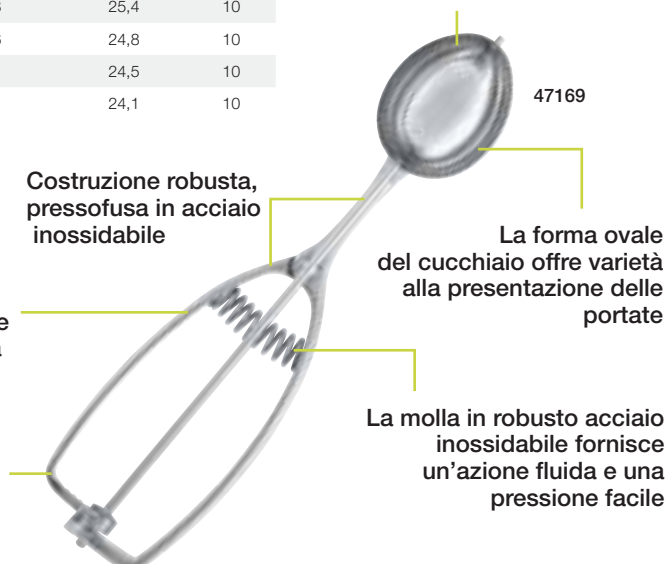 25,4 10
24,8 10
24,5 10
24,1 10
47169
Costruzione robusta,
pressofusa in acciaio
inossidabile
La forma ovale
del cucchiaio offre varietà
alla presentazione delle
portate
La molla in robusto acciaio
inossidabile fornisce
un’azione fluida e una
pressione facile